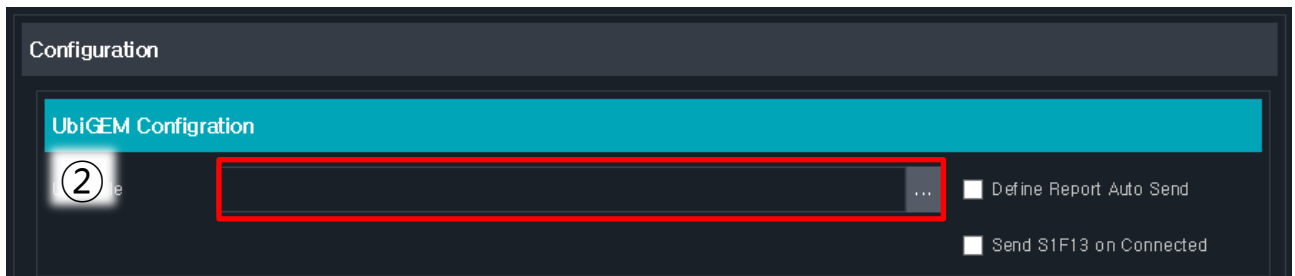 Configuration
UbiGEM Configration
②
... Define Report Auto Send
Send S1F13 on Connected